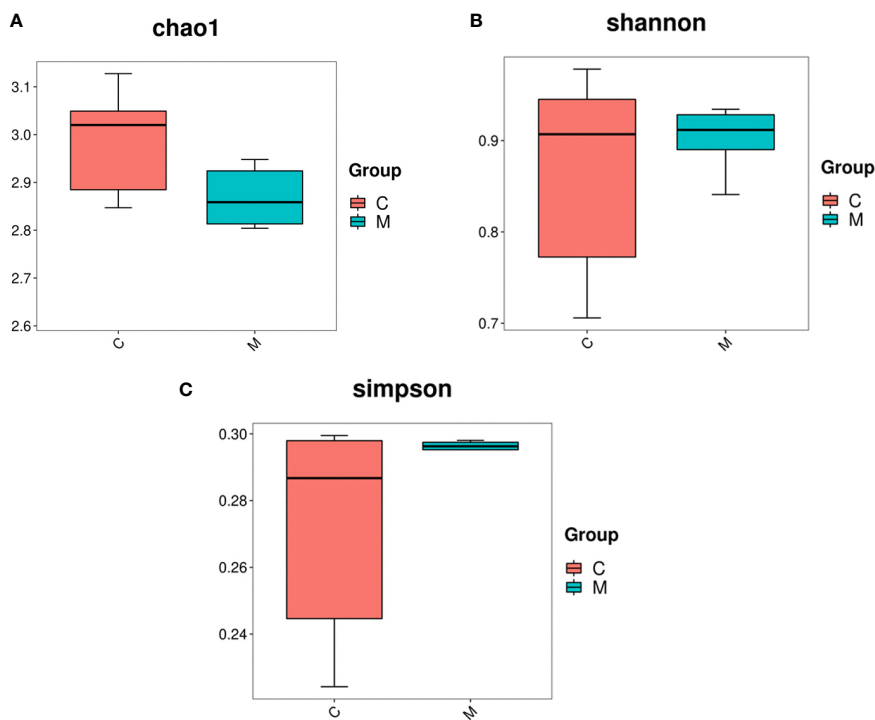 A
chao1
3.1
3.0
2.9
2.8
2.7
2.6
C
M
Group
C
M
B
shannon
0.9
0.8
0.7
C
M
Group
C
M
C
simpson
0.30
0.28
0.26
0.24
C
M
Group
C
M